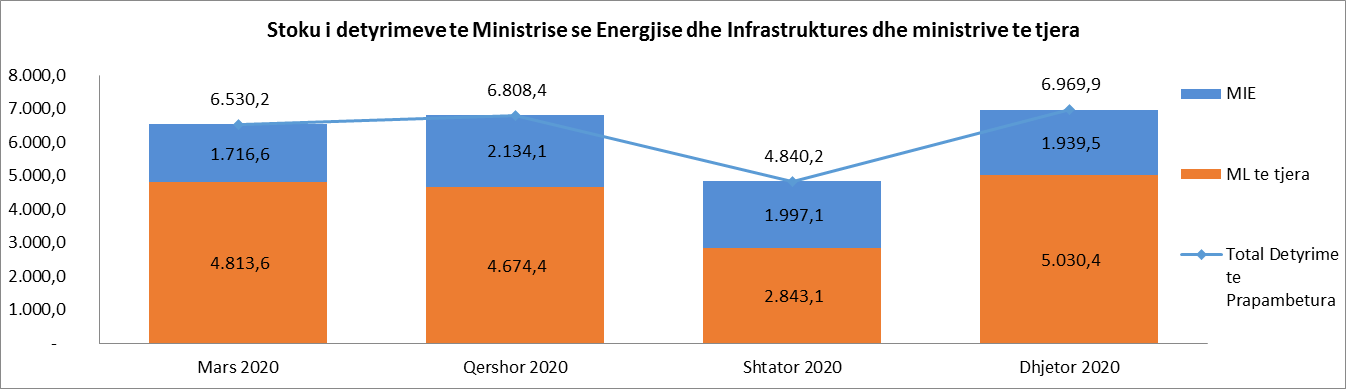 Stoku i detyrimeve te Ministrise se Energjise dhe Infrastruktures dhe ministrive te tjera
8.000,0
7.000,0
6.000,0
5.000,0
4.000,0
3.000,0
2.000,0
1.000,0
-
6.530,2
6.808,4
4.840,2
6.969,9
1.716,6
2.134,1
1.997,1
1.939,5
4.813,6
4.674,4
2.843,1
5.030,4
Mars 2020
Qershor 2020
Shtator 2020
Dhjetor 2020
MIE
ML te tjera
Total Detyrime
te
Prapambetura